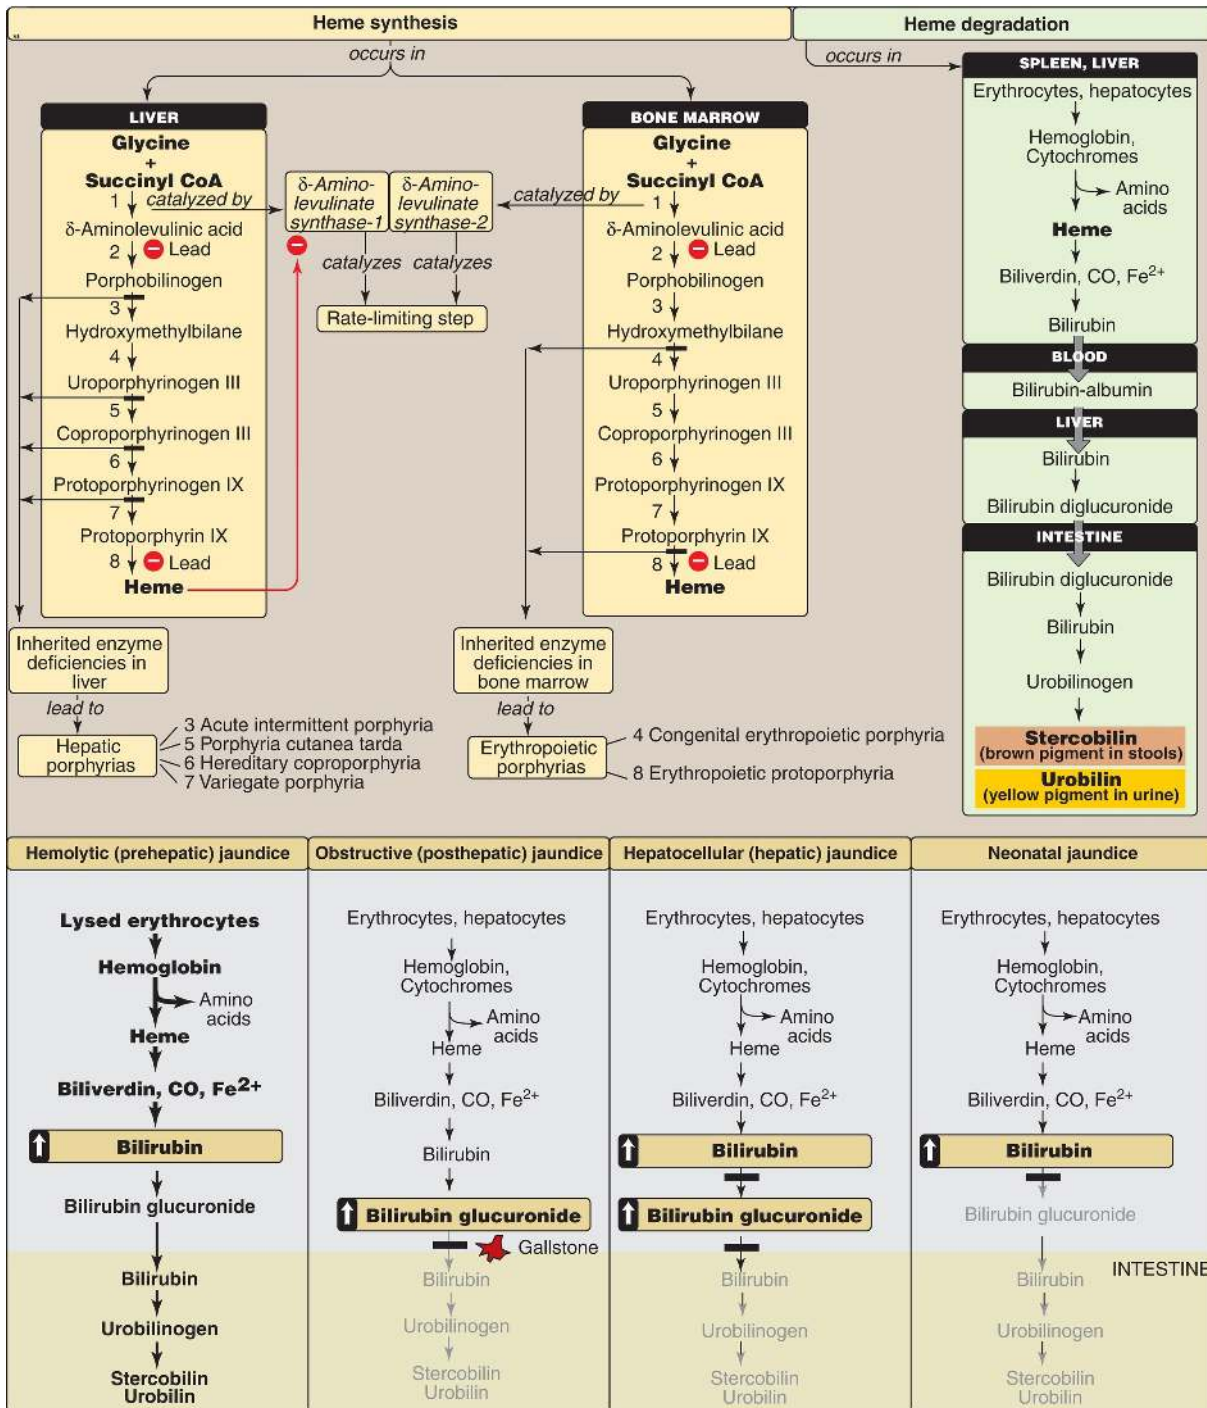 Heme synthesis
occurs in
LIVER
Glycine
+
Succinyl CoA
1
catalyzed by
δ-Aminolevulinic acid
2
Lead
Porphobilinogen
3
Hydroxymethylbilane
4
Uroporphyrinogen III
5
Coproporphyrinogen III
6
Protoporphyrinogen IX
7
Protoporphyrin IX
8
Lead
Heme
δ-Amino-
levulinate
synthase-1
δ-Amino-
levulinate
synthase-2
catalyzes
catalyzes
Rate-limiting step
BONE MARROW
Glycine
+
Succinyl CoA
catalyzed by
1
δ-Aminolevulinic acid
2
Lead
Porphobilinogen
3
Hydroxymethylbilane
4
Uroporphyrinogen III
5
Coproporphyrinogen III
6
Protoporphyrinogen IX
7
Protoporphyrin IX
8
Lead
Heme
Inherited enzyme
deficiencies in
liver
lead to
Hepatic
porphyrias
3 Acute intermittent porphyria
5 Porphyria cutanea tarda
6 Hereditary coproporphyria
7 Variegate porphyria
Inherited enzyme
deficiencies in
bone marrow
lead to
Erythropoietic
porphyrias
4 Congenital erythropoietic porphyria
8 Erythropoietic protoporphyria
Heme degradation
occurs in
SPLEEN, LIVER
Erythrocytes, hepatocytes
Hemoglobin,
Cytochromes
Amino
acids
Heme
Biliverdin, CO, Fe²⁺
Bilirubin
BLOOD
Bilirubin-albumin
LIVER
Bilirubin
Bilirubin diglucuronide
INTESTINE
Bilirubin diglucuronide
Bilirubin
Urobilinogen
Stercobilin
(brown pigment in stools)
Urobilin
(yellow pigment in urine)
Hemolytic (prehepatic) jaundice
Lysed erythrocytes
Hemoglobin
Amino
acids
Heme
Biliverdin, CO, Fe²⁺
Bilirubin
Bilirubin glucuronide
Bilirubin
Urobilinogen
Stercobilin
Urobilin
Obstructive (posthepatic) jaundice
Erythrocytes, hepatocytes
Hemoglobin,
Cytochromes
Amino
acids
Heme
Biliverdin, CO, Fe²⁺
Bilirubin
Bilirubin glucuronide
Gallstone
Bilirubin
Urobilinogen
Stercobilin
Urobilin
Hepatocellular (hepatic) jaundice
Erythrocytes, hepatocytes
Hemoglobin,
Cytochromes
Amino
acids
Heme
Biliverdin, CO, Fe²⁺
Bilirubin
Bilirubin glucuronide
Bilirubin
Urobilinogen
Stercobilin
Urobilin
Neonatal jaundice
Erythrocytes, hepatocytes
Hemoglobin,
Cytochromes
Amino
acids
Heme
Biliverdin, CO, Fe²⁺
Bilirubin
Bilirubin glucuronide
INTESTINE
Bilirubin
Urobilinogen
Stercobilin
Urobilin